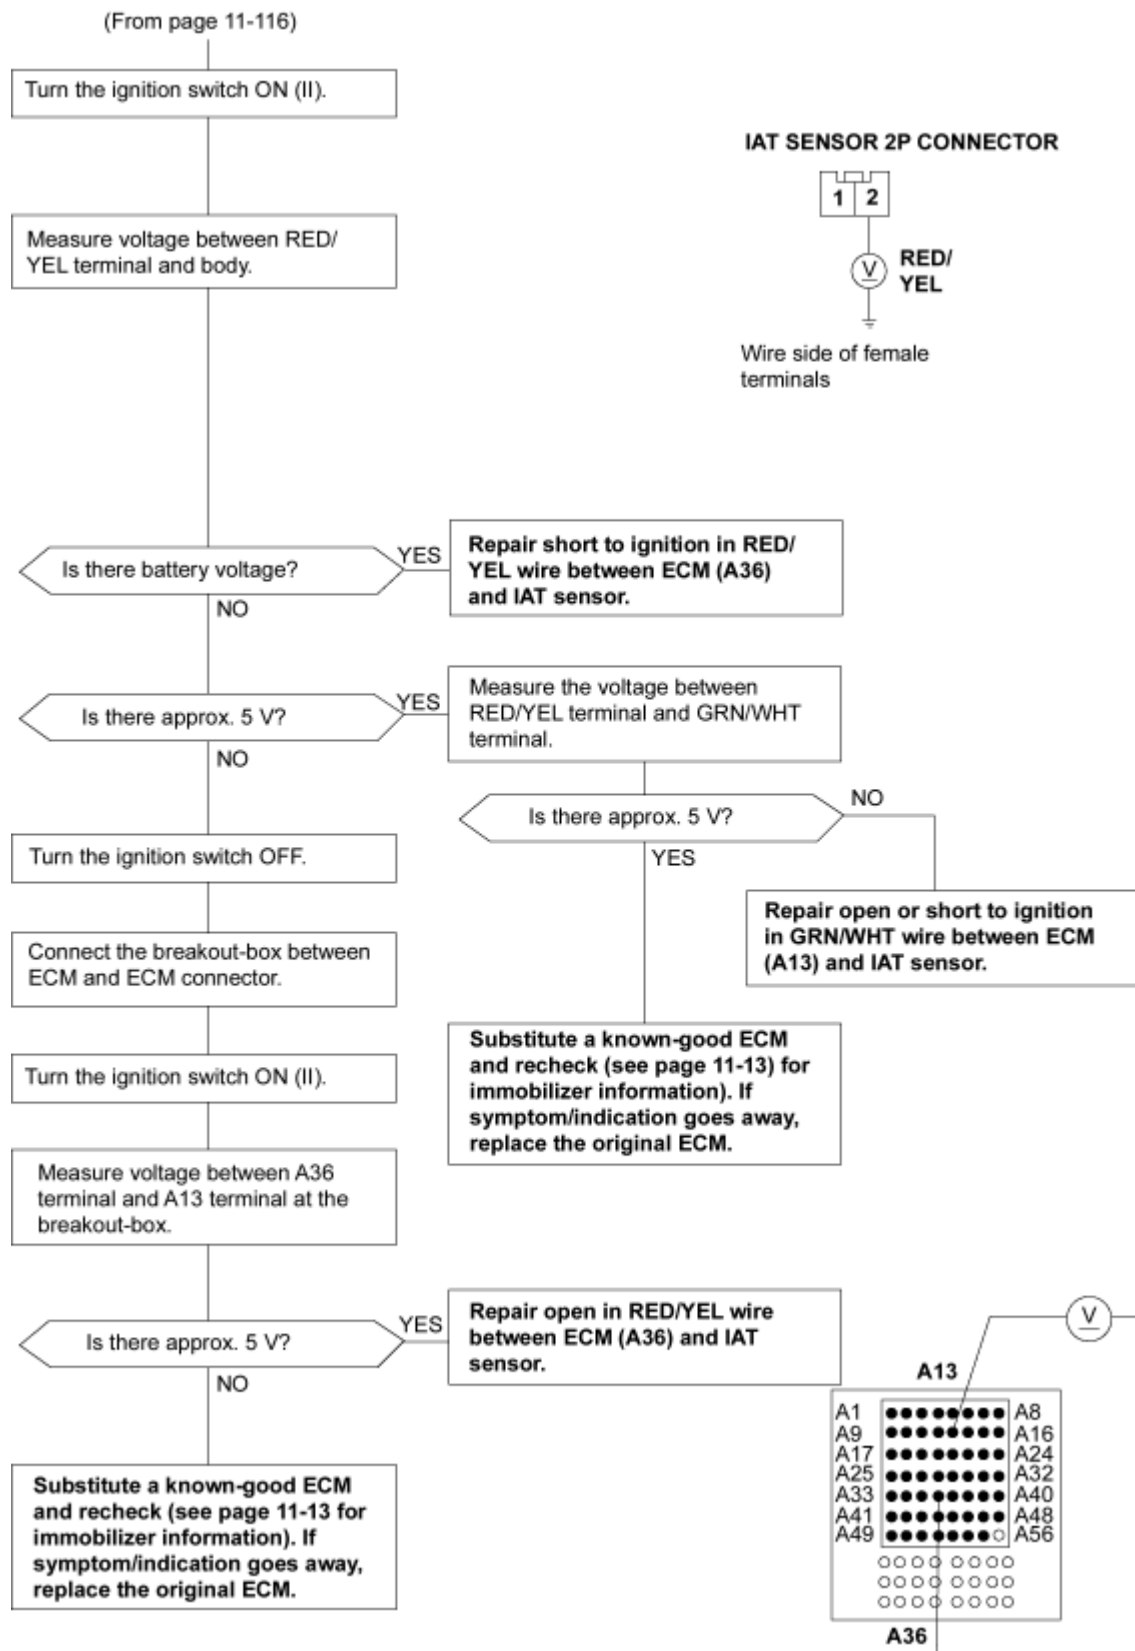 (From page 11-116)
Turn the ignition switch ON (II).
IAT SENSOR 2P CONNECTOR
1 2
Measure voltage between RED/
YEL terminal and body.
V
RED/
YEL
Wire side of female
terminals
Is there battery voltage?
YES
Repair short to ignition in RED/
YEL wire between ECM (A36)
and IAT sensor.
NO
Is there approx. 5 V?
YES
Measure the voltage between
RED/YEL terminal and GRN/WHT
terminal.
NO
Is there approx. 5 V?
NO
YES
Repair open or short to ignition
in GRN/WHT wire between ECM
(A13) and IAT sensor.
Substitute a known-good ECM
and recheck (see page 11-13) for
immobilizer information). If
symptom/indication goes away,
replace the original ECM.
Turn the ignition switch OFF.
Connect the breakout-box between
ECM and ECM connector.
Turn the ignition switch ON (II).
Measure voltage between A36
terminal and A13 terminal at the
breakout-box.
Is there approx. 5 V?
YES
Repair open in RED/YEL wire
between ECM (A36) and IAT
sensor.
NO
Substitute a known-good ECM
and recheck (see page 11-13 for
immobilizer information). If
symptom/indication goes away,
replace the original ECM.
V
A13
A1 A8
A9 A16
A17 A24
A25 A32
A33 A40
A41 A48
A49 A56
A36